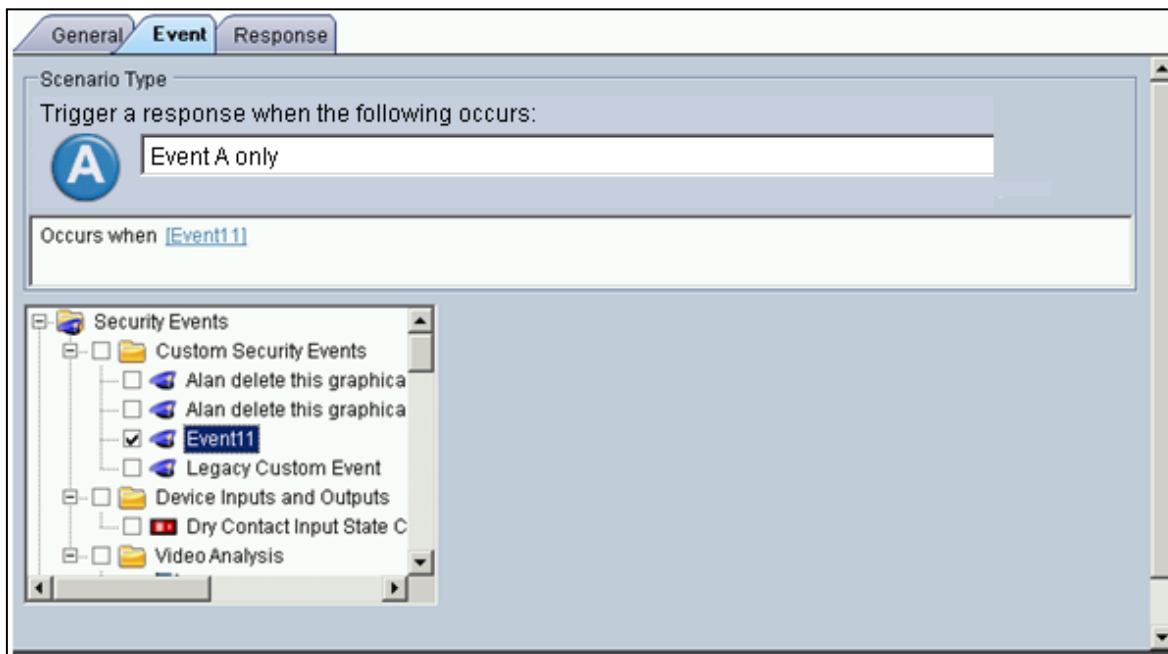 General Event Response
Scenario Type
Trigger a response when the following occurs:
A
Event A only
Occurs when [Event11]
Security Events
Custom Security Events
Alan delete this graphica
Alan delete this graphica
Event11
Legacy Custom Event
Device Inputs and Outputs
Dry Contact Input State C
Video Analysis